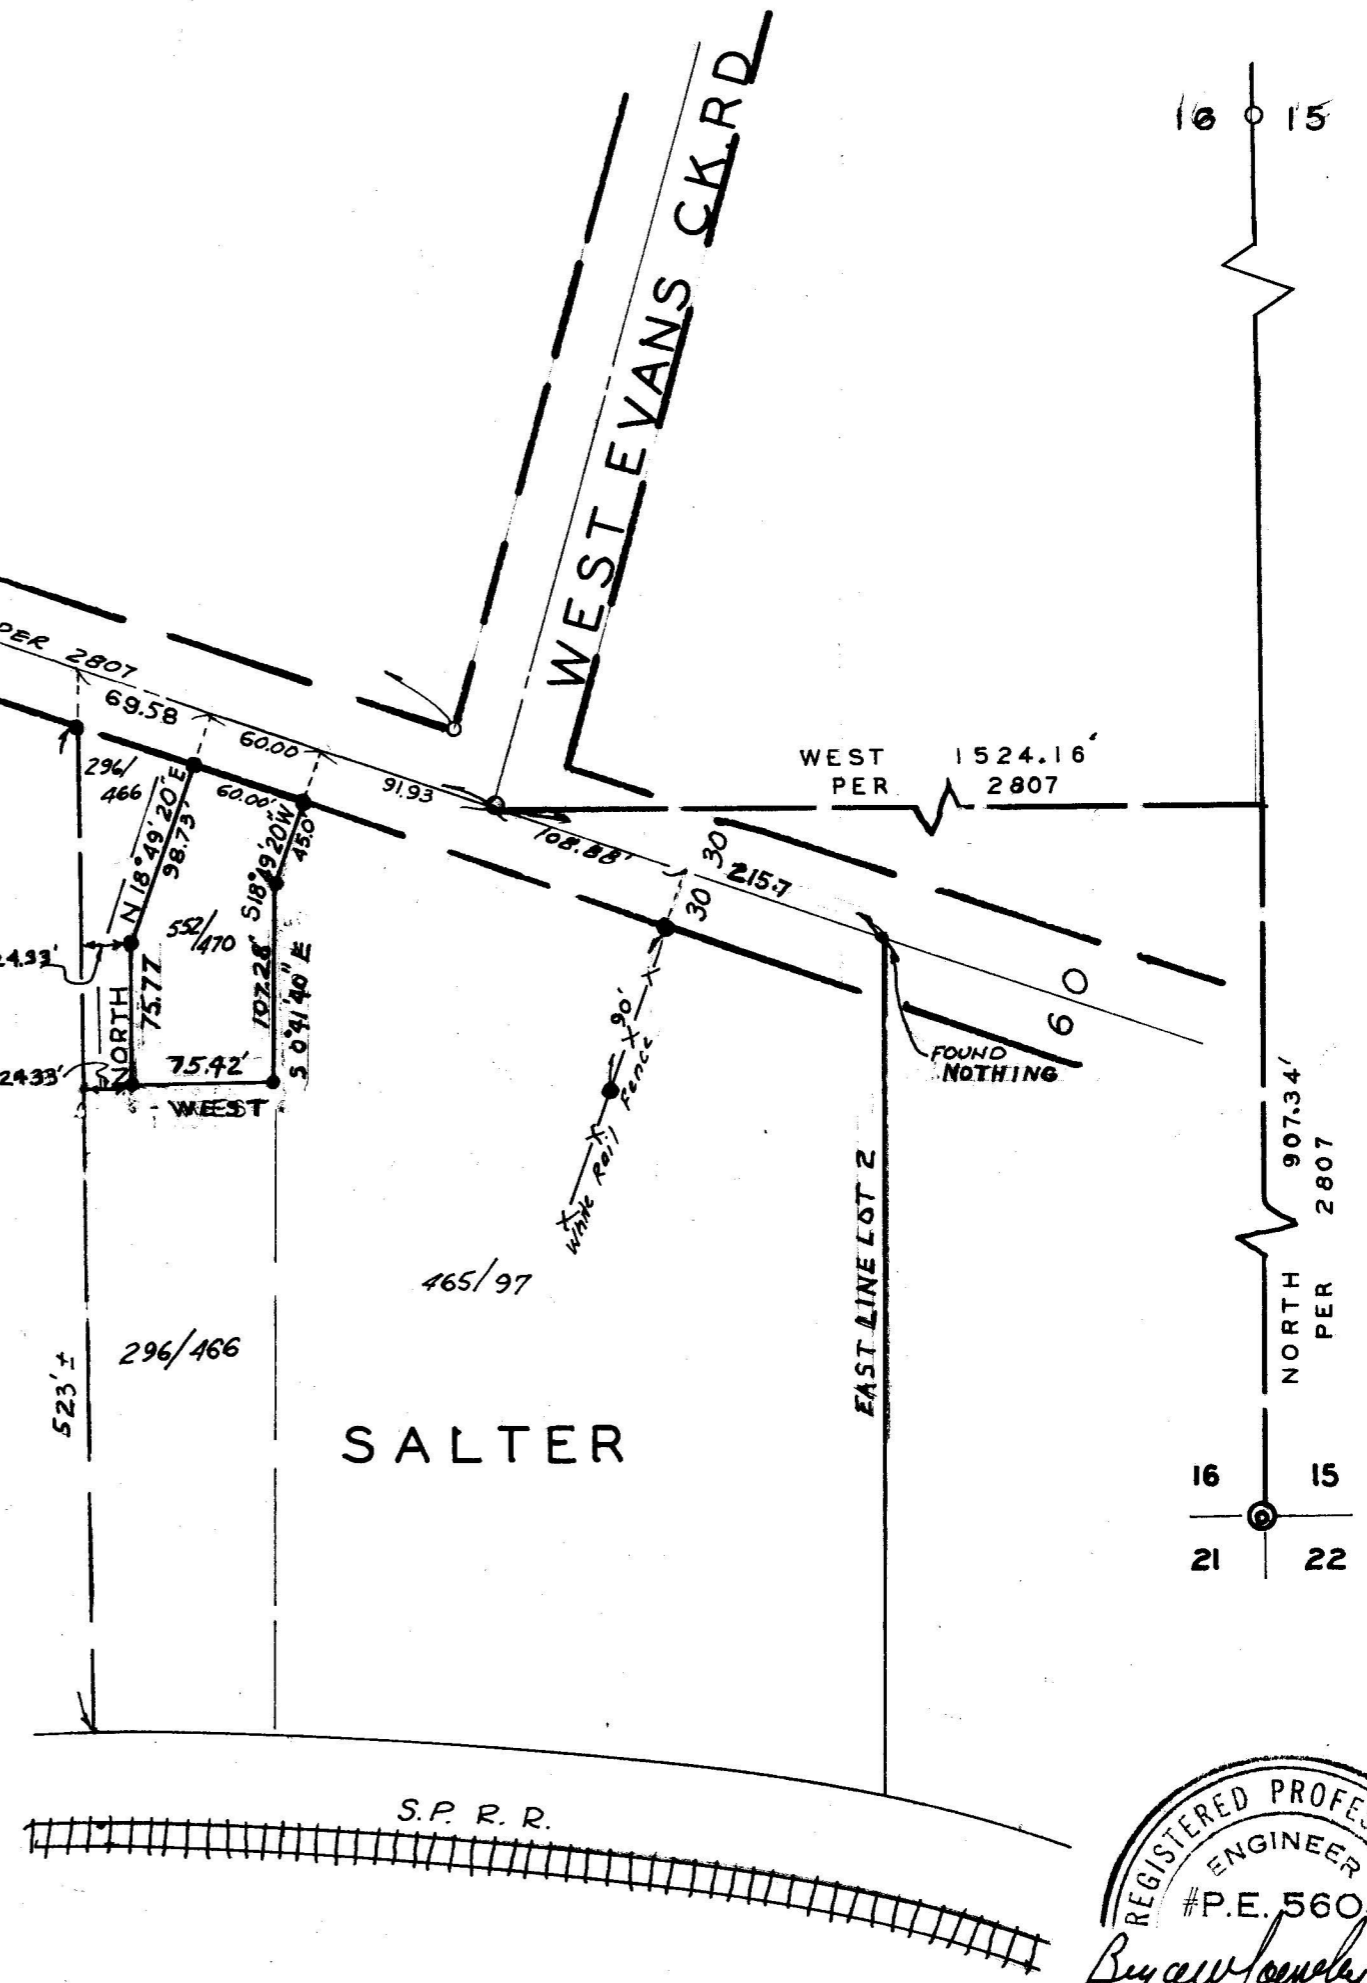 16 15
WEST EVANS CK. RD
PER 2807
69.58
60.00
91.93
WEST 1524.16'
PER 2807
296/
466
N 18° 49' 20" E
98.73'
60.00'
S 18° 49' 20" W
45.0'
108.88'
30
30
215.7
552/
470
24.33'
NORTH
75.77
107.28'
S 0° 41' 40" E
24.33'
75.42'
WEST
90'
White Rail Fence
60
FOUND
NOTHING
NORTH 907.34'
PER 2807
EAST LINE LOT 2
465/97
296/466
523' ±
SALTER
16 15
21 22
S.P. R. R.
REGISTERED PROFES
ENGINEER
#P.E. 560